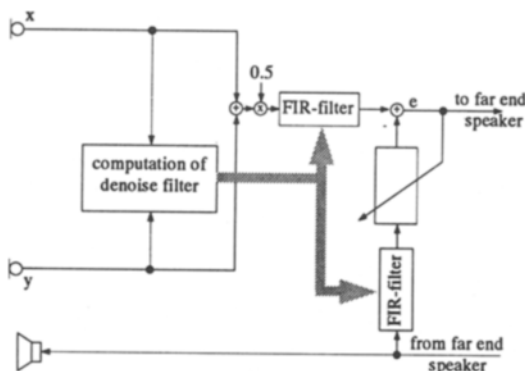 x
0.5
FIR-filter
e
to far end
speaker
computation of
denoise filter
y
FIR-filter
from far end
speaker